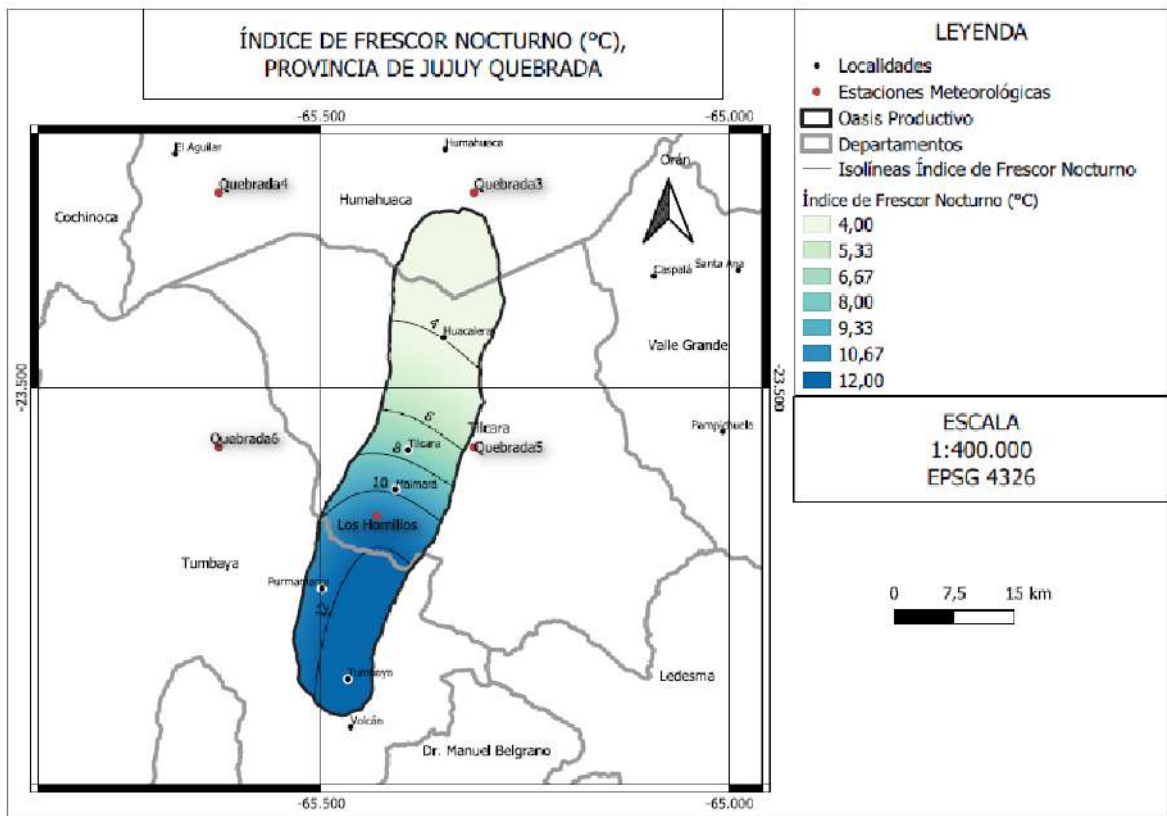 ÍNDICE DE FRESCOR NOCTURNO (°C),
PROVINCIA DE JUJUY QUEBRADA
-65.500
-65.000
El Aguilar
Humahuaca
Orán
Quebrada4
Quebrada3
Humahuaca
Cochinoca
Santa Ana
Caspalá
4
Huacalera
Valle Grande
-23.500
-23.500
6
Tilcara
Pampichuela
Quebrada6
8
Tilcara
Quebrada5
10
Maimará
Los Hornillos
Tumbaya
Purmamarca
12
Tumbaya
Ledesma
Volcán
Dr. Manuel Belgrano
-65.500
-65.000
LEYENDA
Localidades
Estaciones Meteorológicas
Oasis Productivo
Departamentos
Isolíneas Índice de Frescor Nocturno
Índice de Frescor Nocturno (°C)
4,00
5,33
6,67
8,00
9,33
10,67
12,00
ESCALA
1:400.000
EPSG 4326
0 7,5 15 km